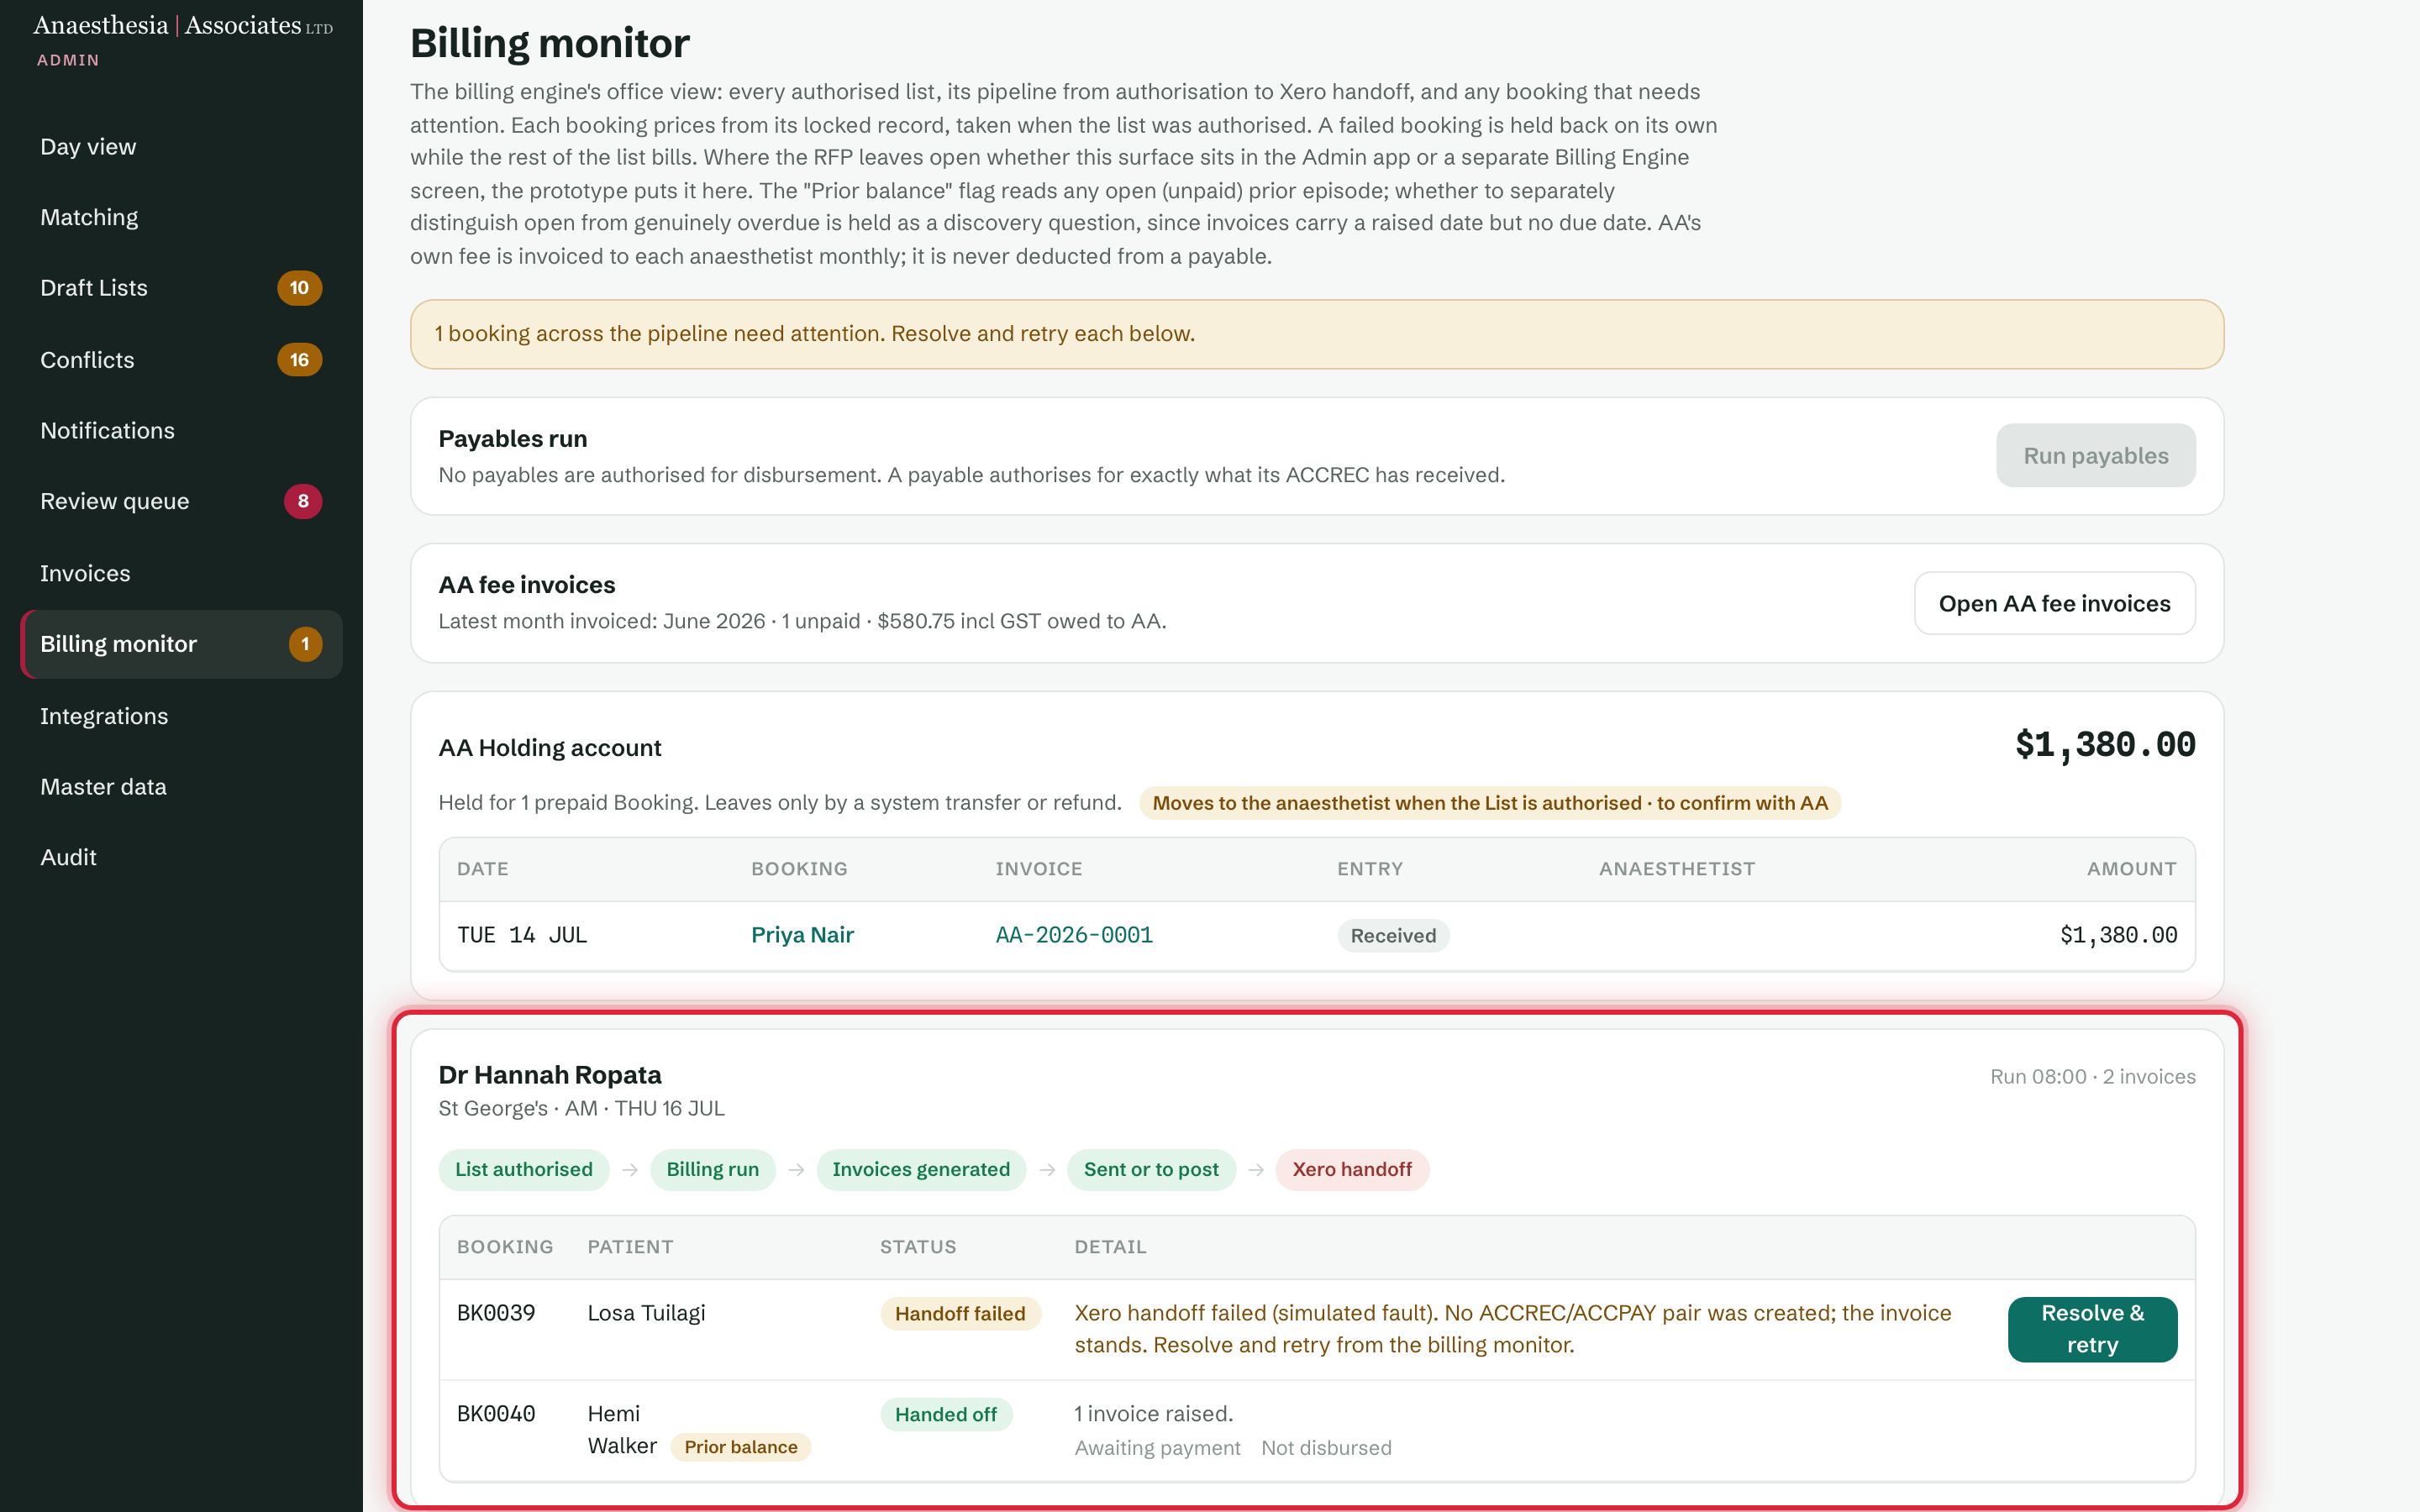 Anaesthesia | Associates LTD
ADMIN
Day view
Matching
Draft Lists 10
Conflicts 16
Notifications
Review queue 8
Invoices
Billing monitor 1
Integrations
Master data
Audit
Billing monitor
The billing engine's office view: every authorised list, its pipeline from authorisation to Xero handoff, and any booking that needs
attention. Each booking prices from its locked record, taken when the list was authorised. A failed booking is held back on its own
while the rest of the list bills. Where the RFP leaves open whether this surface sits in the Admin app or a separate Billing Engine
screen, the prototype puts it here. The "Prior balance" flag reads any open (unpaid) prior episode; whether to separately
distinguish open from genuinely overdue is held as a discovery question, since invoices carry a raised date but no due date. AA's
own fee is invoiced to each anaesthetist monthly; it is never deducted from a payable.
1 booking across the pipeline need attention. Resolve and retry each below.
Payables run
No payables are authorised for disbursement. A payable authorises for exactly what its ACCREC has received.
Run payables
AA fee invoices
Latest month invoiced: June 2026 · 1 unpaid · $580.75 incl GST owed to AA.
Open AA fee invoices
AA Holding account
$1,380.00
Held for 1 prepaid Booking. Leaves only by a system transfer or refund. Moves to the anaesthetist when the List is authorised · to confirm with AA
DATE BOOKING INVOICE ENTRY ANAESTHETIST AMOUNT
TUE 14 JUL Priya Nair AA-2026-0001 Received $1,380.00
Dr Hannah Ropata
Run 08:00 · 2 invoices
St George's · AM · THU 16 JUL
List authorised → Billing run → Invoices generated → Sent or to post → Xero handoff
BOOKING PATIENT STATUS DETAIL
BK0039 Losa Tuilagi Handoff failed Xero handoff failed (simulated fault). No ACCREC/ACCPAY pair was created; the invoice
stands. Resolve and retry from the billing monitor.
Resolve &
retry
BK0040 Hemi
Walker Prior balance
Handed off 1 invoice raised.
Awaiting payment Not disbursed